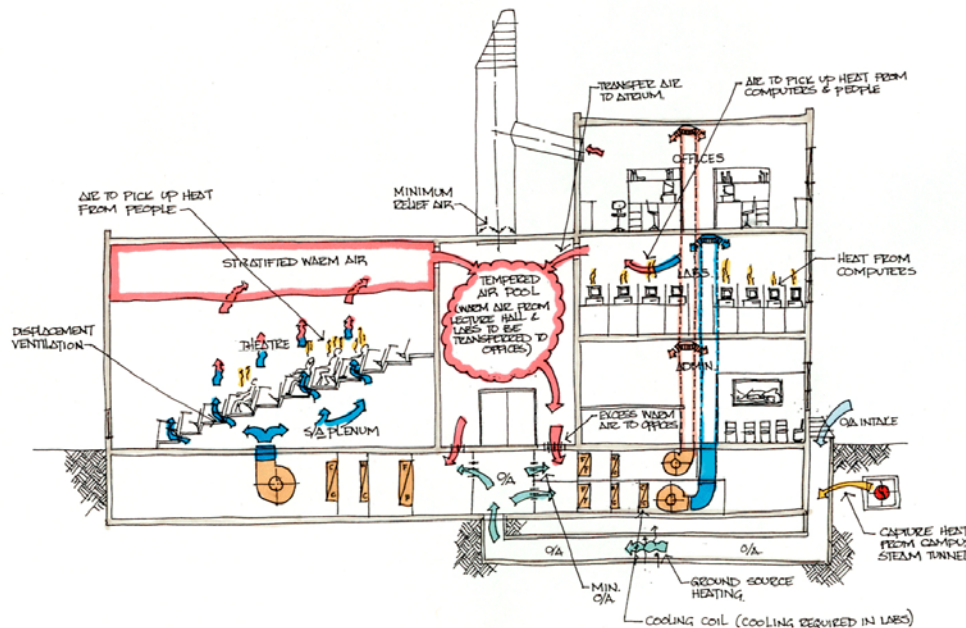 TRANSFER AIR
TO ATRIUM.
AIR TO PICK UP HEAT FROM
COMPUTERS & PEOPLE
OFFICES
AIR TO PICK UP HEAT
FROM PEOPLE
MINIMUM
RELIEF AIR
STRATIFIED WARM AIR
TEMPERED
AIR POOL
(WARM AIR FROM
LECTURE HALL &
LABS TO BE
TRANSFERRED TO
OFFICES)
LABS
HEAT FROM
COMPUTERS
DISPLACEMENT
VENTILATION
THEATRE
ADMIN.
S/A PLENUM
EXCESS WARM
AIR TO OFFICES
O/A INTAKE
O/A
CAPTURE HEAT
FROM CAMPUS
STEAM TUNNEL
O/A
O/A
MIN.
O/A
GROUND SOURCE
HEATING.
COOLING COIL (COOLING REQUIRED IN LABS)